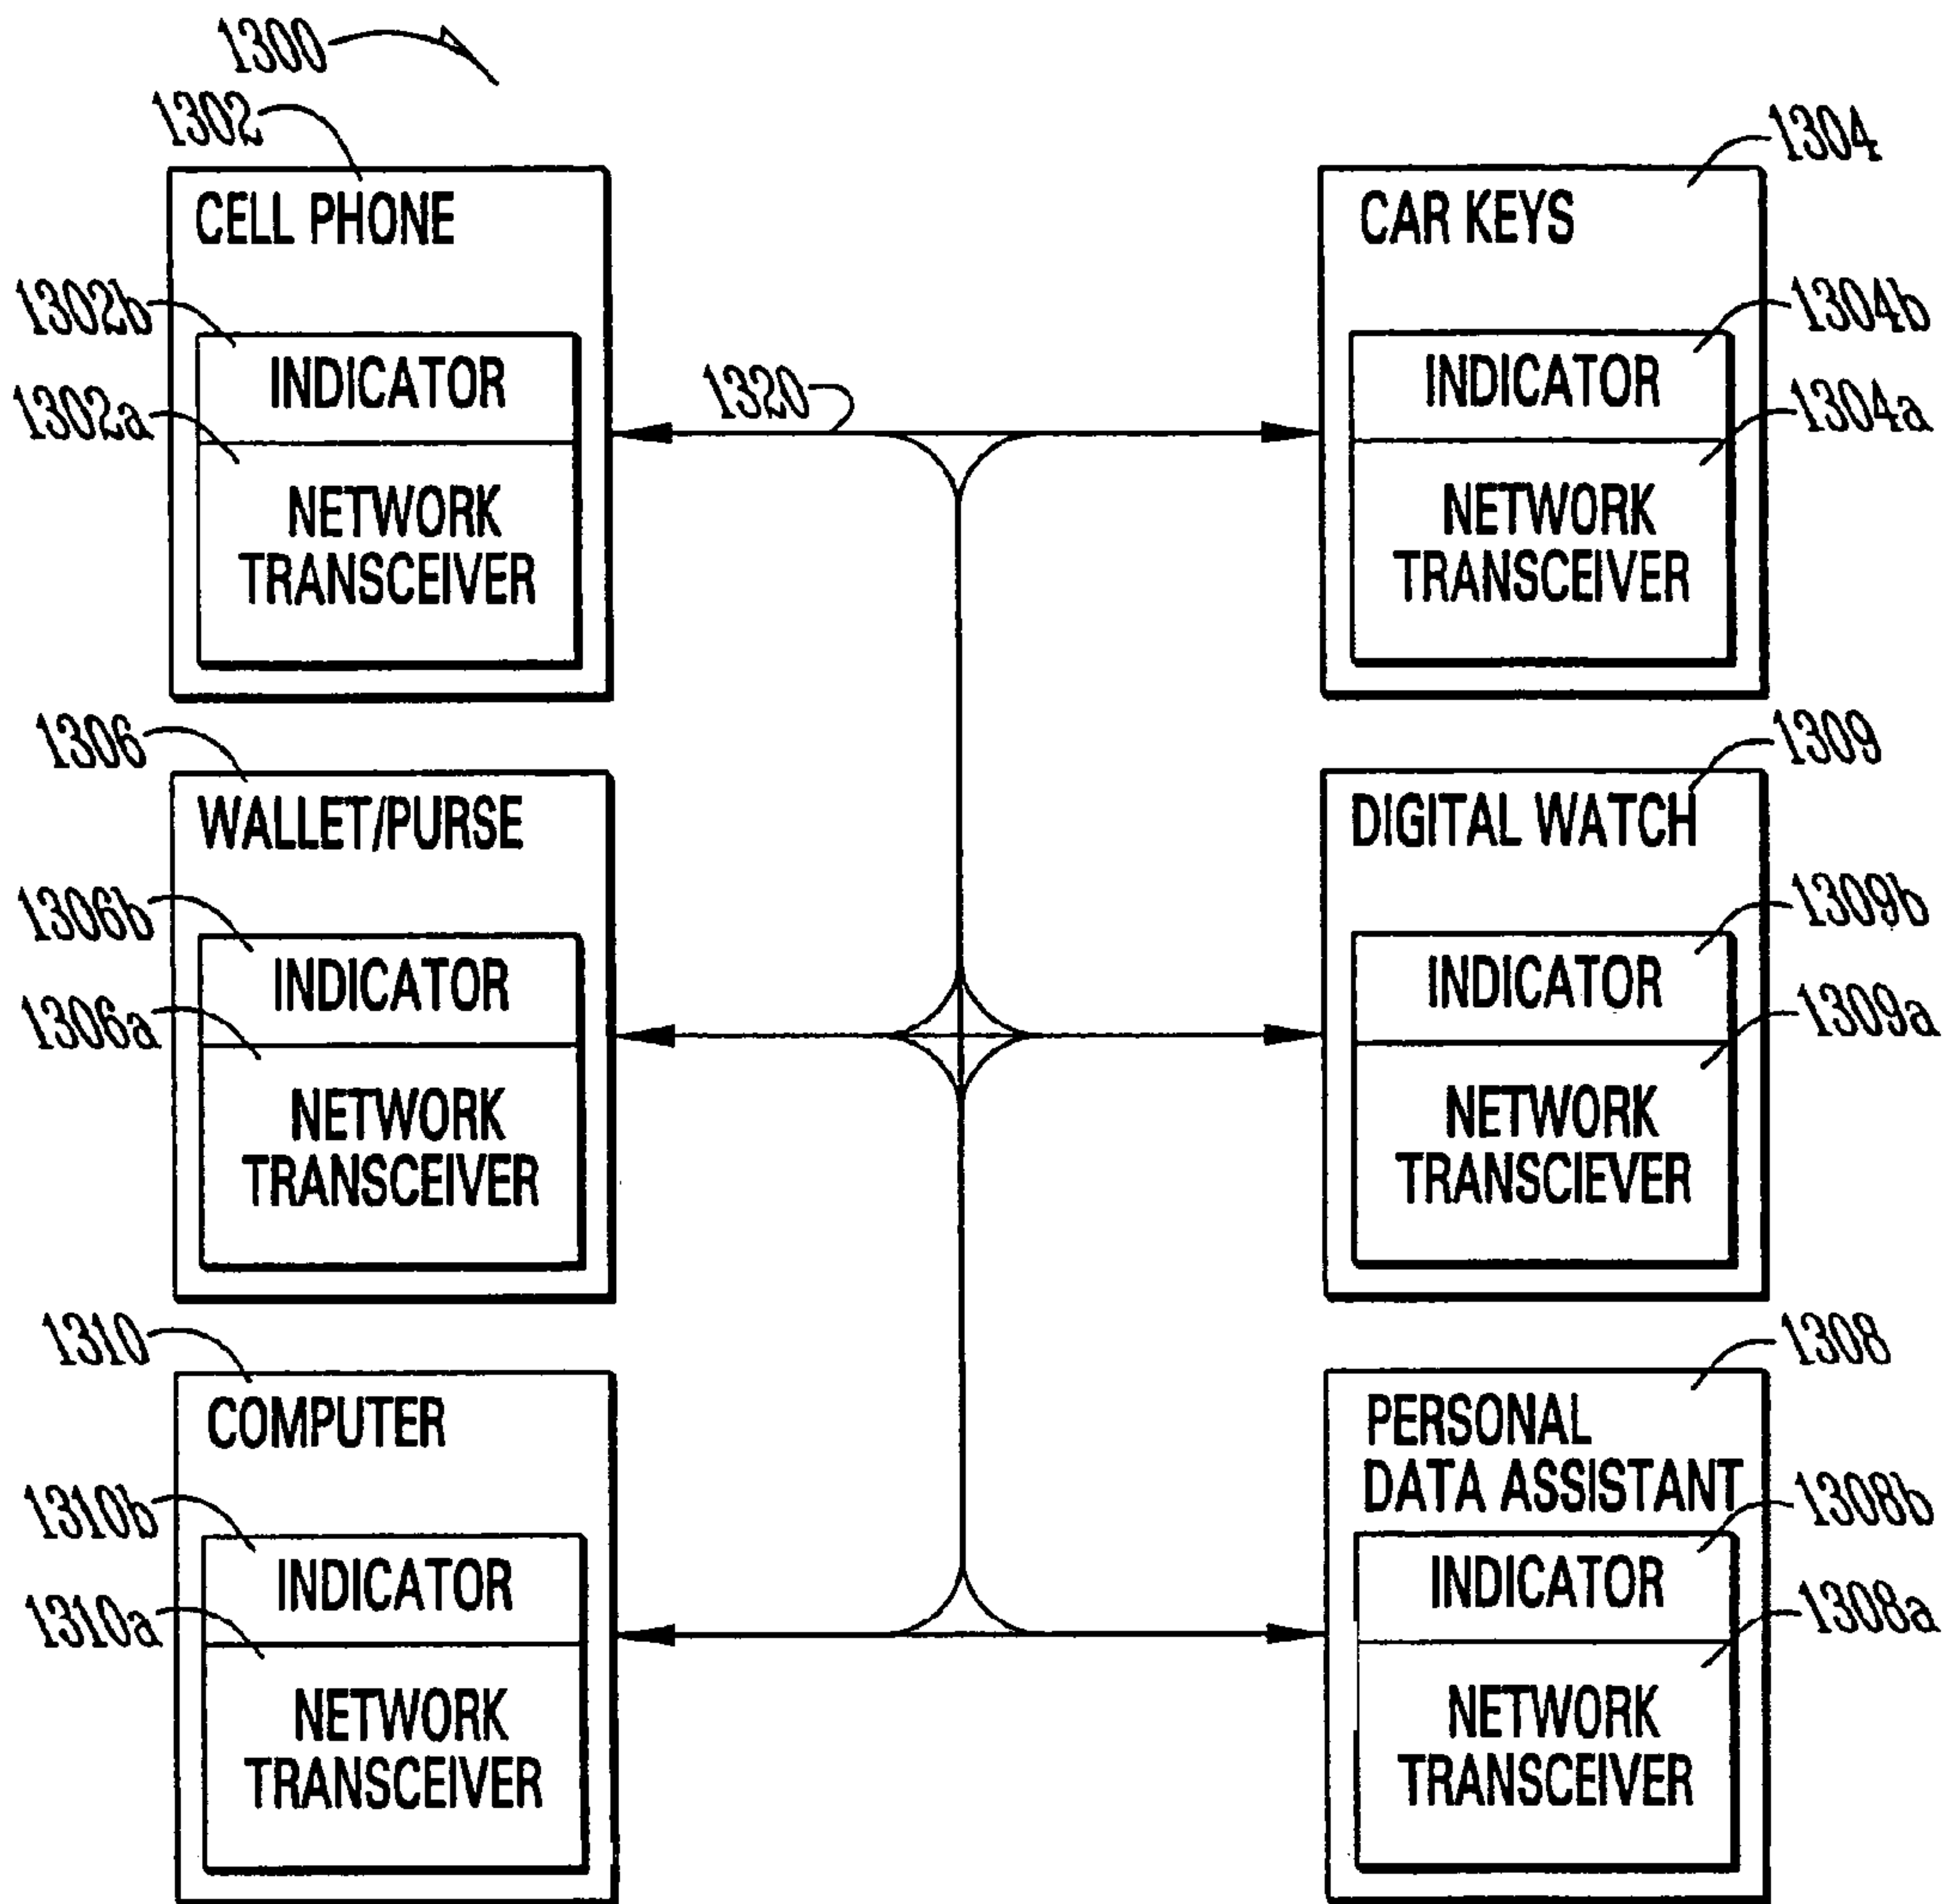 1300
1302
CELL PHONE
1302b
INDICATOR
1302a
NETWORK
TRANSCEIVER
1320
1304
CAR KEYS
1304b
INDICATOR
1304a
NETWORK
TRANSCEIVER
1306
WALLET/PURSE
1306b
INDICATOR
1306a
NETWORK
TRANSCEIVER
1309
DIGITAL WATCH
1309b
INDICATOR
1309a
NETWORK
TRANSCIEVER
1310
COMPUTER
1310b
INDICATOR
1310a
NETWORK
TRANSCEIVER
1308
PERSONAL
DATA ASSISTANT
1308b
INDICATOR
1308a
NETWORK
TRANSCEIVER